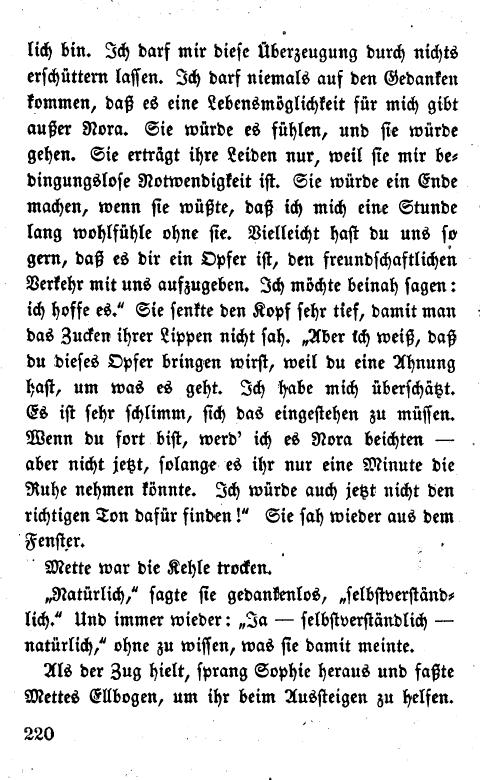 lich bin. Ich darf mir diese Überzeugung durch nichts
erschüttern lassen. Ich darf niemals auf den Gedanken
kommen, daß es eine Lebensmöglichkeit für mich gibt
außer Nora. Sie würde es fühlen, und sie würde
gehen. Sie erträgt ihre Leiden nur, weil sie mir be-
dingungslose Notwendigkeit ist. Sie würde ein Ende
machen, wenn sie wüßte, daß ich mich eine Stunde
lang wohlfühle ohne sie. Vielleicht hast du uns so
gern, daß es dir ein Opfer ist, den freundschaftlichen
Verkehr mit uns aufzugeben. Ich möchte beinah sagen:
ich hoffe es.“ Sie senkte den Kopf sehr tief, damit man
das Zucken ihrer Lippen nicht sah. „Aber ich weiß, daß
du dieses Opfer bringen wirst, weil du eine Ahnung
hast, um was es geht. Ich habe mich überschätzt.
Es ist sehr schlimm, sich das eingestehen zu müssen.
Wenn du fort bist, werd' ich es Nora beichten —
aber nicht jetzt, solange es ihr nur eine Minute die
Ruhe nehmen könnte. Ich würde auch jetzt nicht den
richtigen Ton dafür finden!“ Sie sah wieder aus dem
Fenster.
Mette war die Kehle trocken.
„Natürlich,“ sagte sie gedankenlos, „selbstverständ-
lich.“ Und immer wieder: „Ja — selbstverständlich —
natürlich,“ ohne zu wissen, was sie damit meinte.
Als der Zug hielt, sprang Sophie heraus und faßte
Mettes Ellbogen, um ihr beim Aussteigen zu helfen.
220